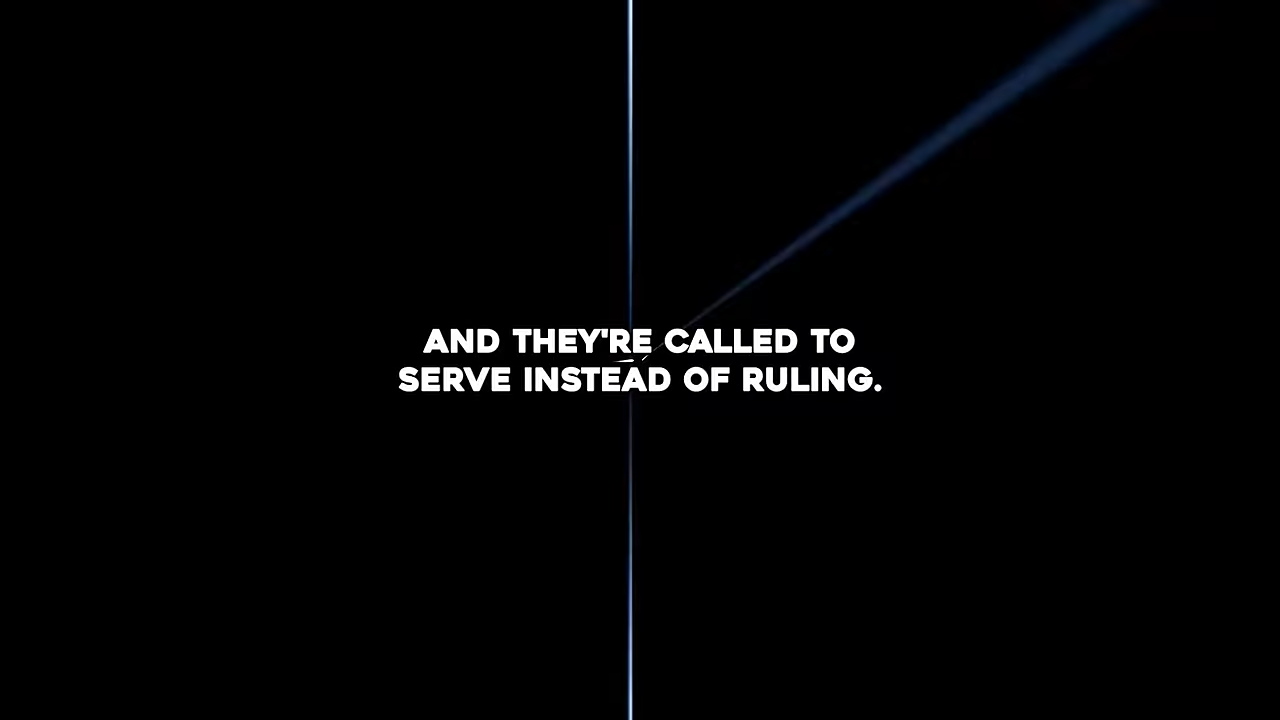 AND THEY'RE CALLED TO
SERVE INSTEAD OF RULING.